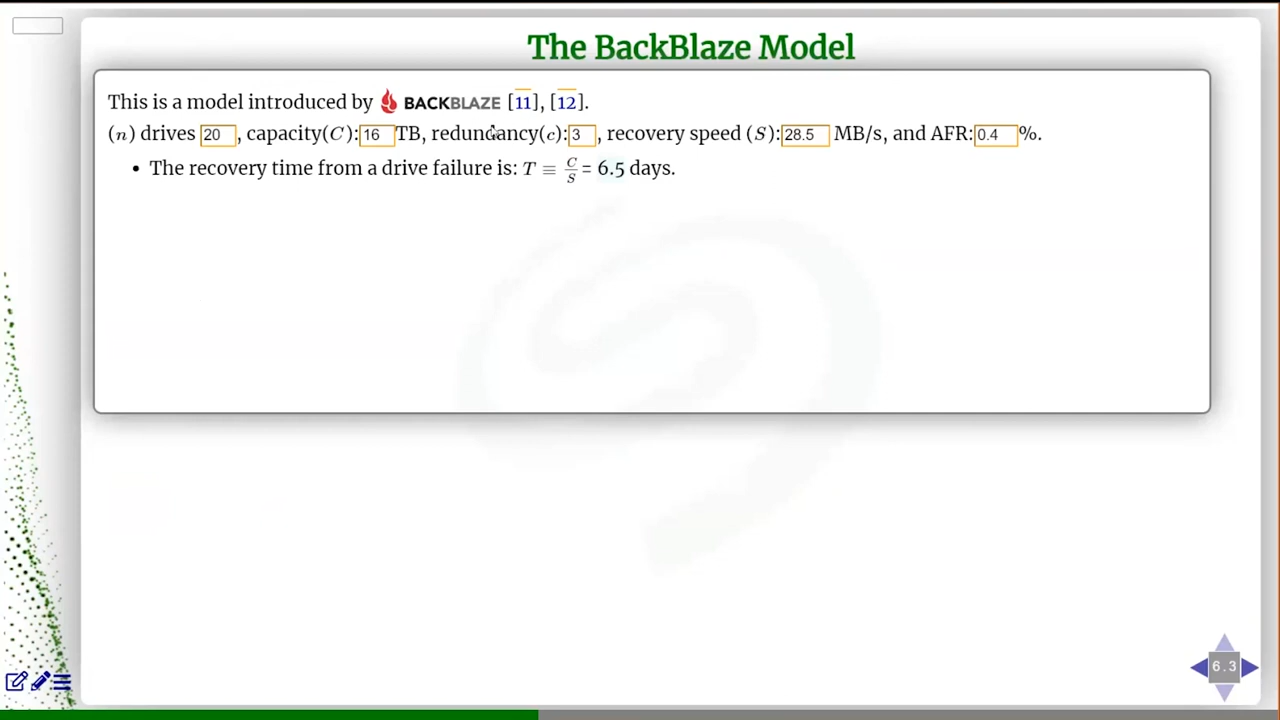 The BackBlaze Model
This is a model introduced by BACKBLAZE [11], [12].
(n) drives 20 , capacity(C): 16 TB, redundancy(c): 3 , recovery speed (S): 28.5 MB/s, and AFR: 0.4 %.
• The recovery time from a drive failure is: T ≡ C/S = 6.5 days.
6.3